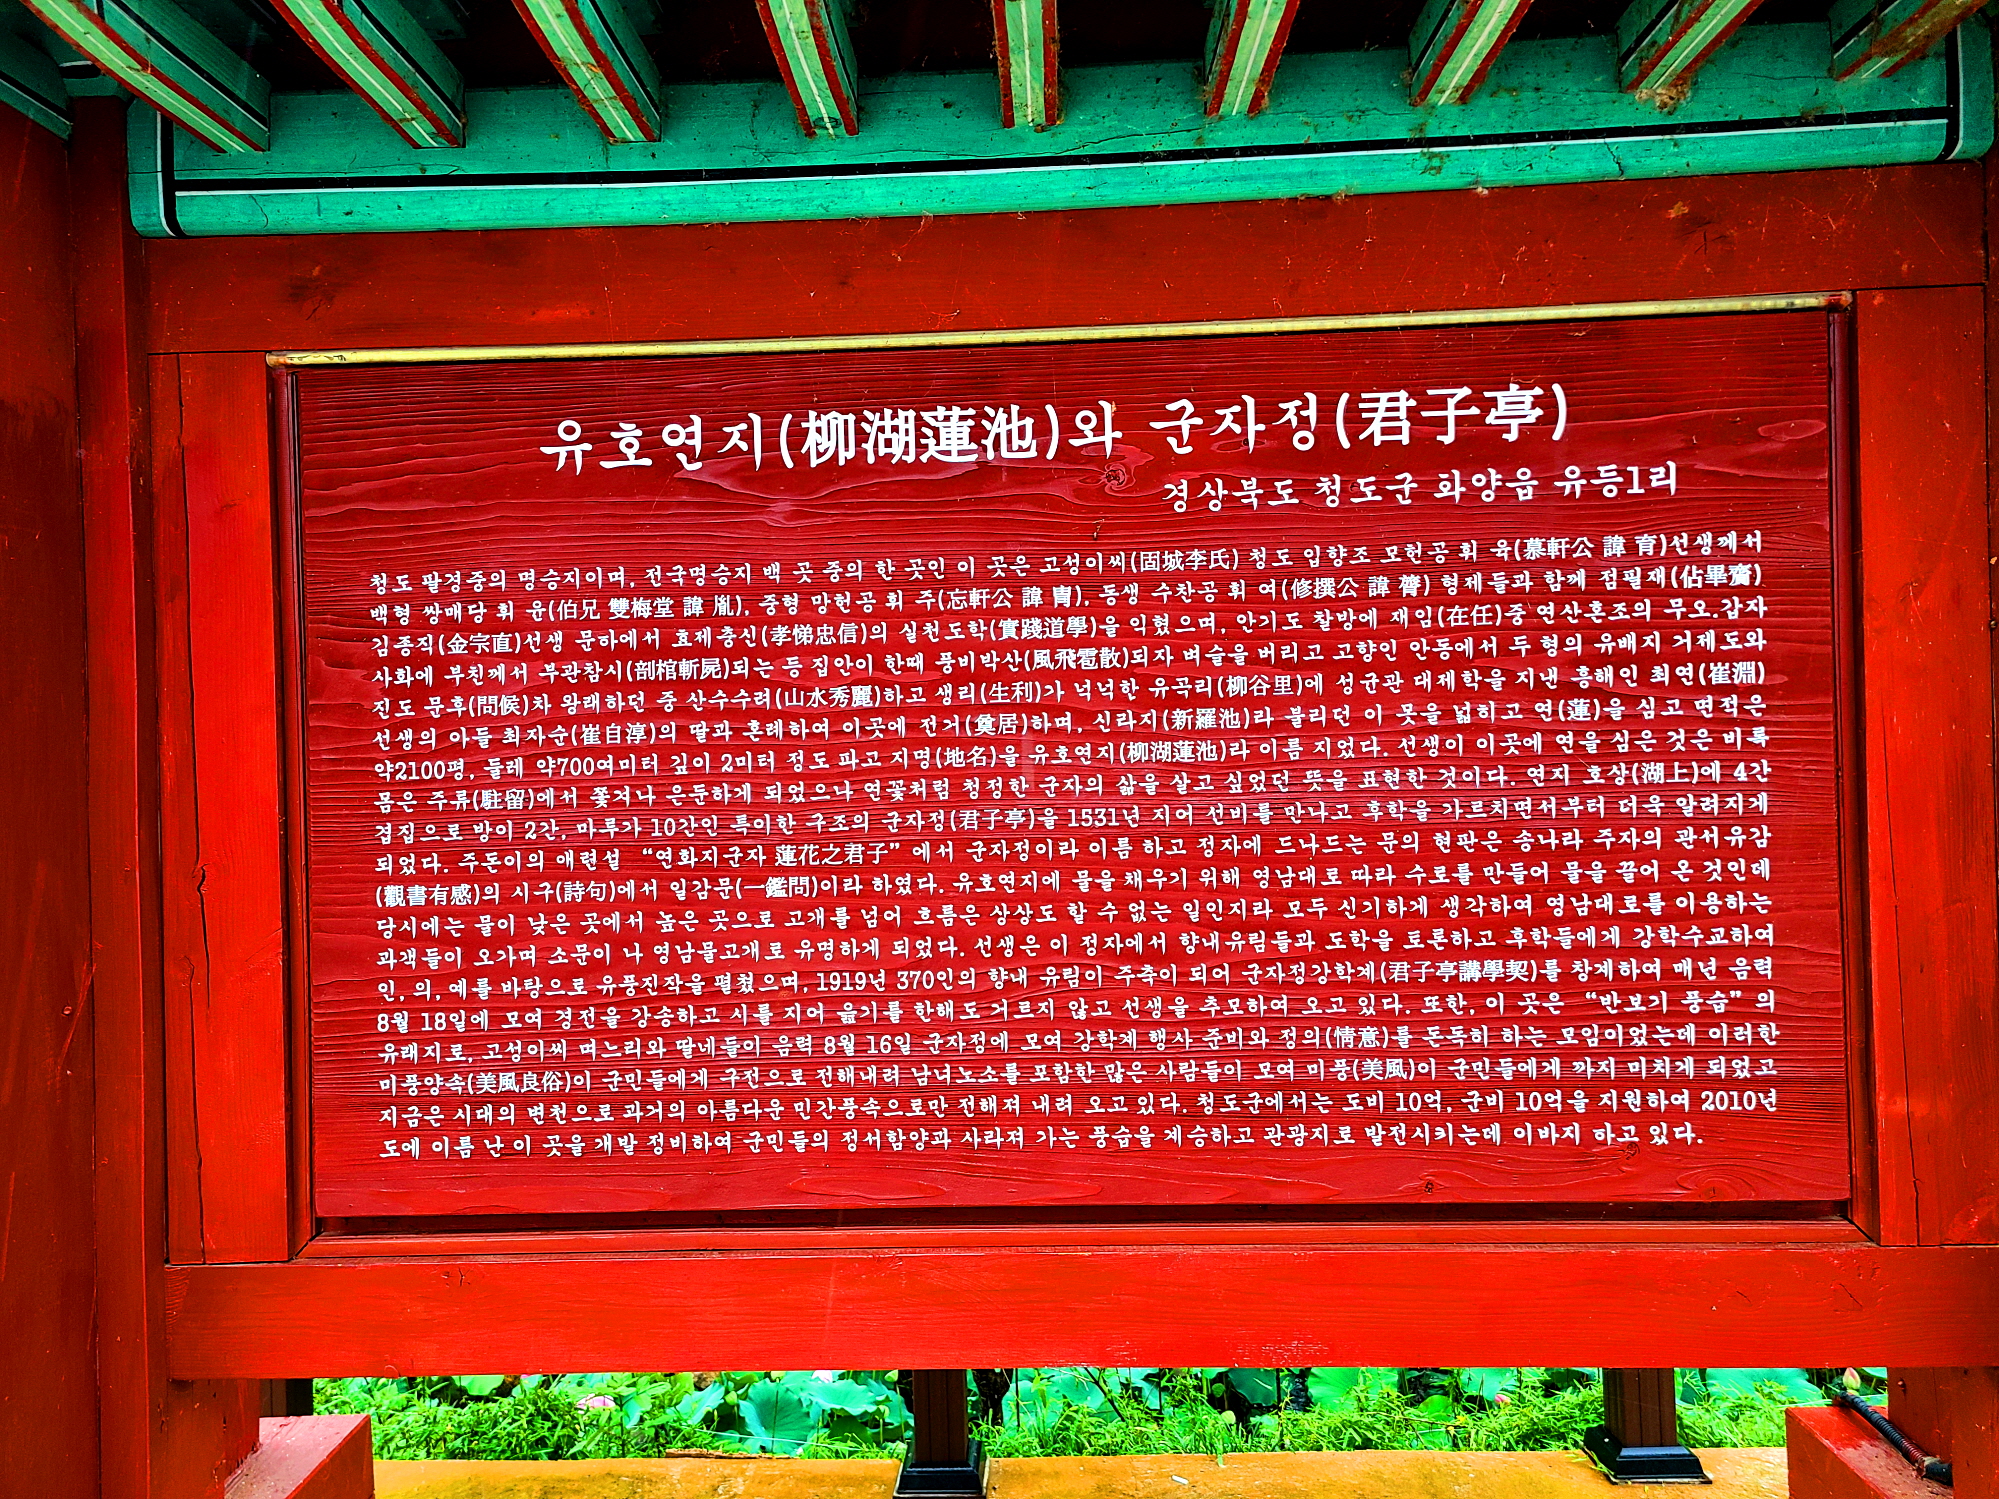 유호연지(柳湖蓮池)와 군자정(君子亭)
경상북도 청도군 화양읍 유등1리
청도 팔경중의 명승지이며, 전국명승지 백 곳 중의 한 곳인 이 곳은 고성이씨(固城李氏) 청도 입향조 모헌공 휘 육(慕軒公 諱 育)선생께서
백형 쌍매당 휘 윤(伯兄 雙梅堂 諱 胤), 중형 망헌공 휘 주(忘軒公 諱 冑), 동생 수찬공 휘 여(修撰公 諱 膂) 형제들과 함께 점필재(佔畢齋)
김종직(金宗直)선생 문하에서 효제충신(孝悌忠信)의 실천도학(實踐道學)을 익혔으며, 안기도 찰방에 재임(在任)중 연산혼조의 무오.갑자
사화에 부친께서 부관참시(剖棺斬屍)되는 등 집안이 한때 풍비박산(風飛雹散)되자 벼슬을 버리고 고향인 안동에서 두 형의 유배지 거제도와
진도 문후(問候)차 왕래하던 중 산수수려(山水秀麗)하고 생리(生利)가 넉넉한 유곡리(柳谷里)에 성균관 대제학을 지낸 흥해인 최연(崔淵)
선생의 아들 최자순(崔自淳)의 딸과 혼례하여 이곳에 전거(奠居)하며, 신라지(新羅池)라 불리던 이 못을 넓히고 연(蓮)을 심고 면적은
약2100평, 둘레 약700여미터 깊이 2미터 정도 파고 지명(地名)을 유호연지(柳湖蓮池)라 이름 지었다. 선생이 이곳에 연을 심은 것은 비록
몸은 주류(駐留)에서 쫓겨나 은둔하게 되었으나 연꽃처럼 청정한 군자의 삶을 살고 싶었던 뜻을 표현한 것이다. 연지 호상(湖上)에 4간
겹집으로 방이 2간, 마루가 10간인 특이한 구조의 군자정(君子亭)을 1531년 지어 선비를 만나고 후학을 가르치면서부터 더욱 알려지게
되었다. 주돈이의 애련설 “연화지군자 蓮花之君子”에서 군자정이라 이름 하고 정자에 드나드는 문의 현판은 송나라 주자의 관서유감
(觀書有感)의 시구(詩句)에서 일감문(一鑑問)이라 하였다. 유호연지에 물을 채우기 위해 영남대로 따라 수로를 만들어 물을 끌어 온 것인데
당시에는 물이 낮은 곳에서 높은 곳으로 고개를 넘어 흐름은 상상도 할 수 없는 일인지라 모두 신기하게 생각하여 영남대로를 이용하는
과객들이 오가며 소문이 나 영남물고개로 유명하게 되었다. 선생은 이 정자에서 향내유림들과 도학을 토론하고 후학들에게 강학수교하여
인, 의, 예를 바탕으로 유풍진작을 펼쳤으며, 1919년 370인의 향내 유림이 주축이 되어 군자정강학계(君子亭講學契)를 창계하여 매년 음력
8월 18일에 모여 경전을 강송하고 시를 지어 읊기를 한해도 거르지 않고 선생을 추모하여 오고 있다. 또한, 이 곳은 “반보기 풍습”의
유래지로, 고성이씨 며느리와 딸네들이 음력 8월 16일 군자정에 모여 강학계 행사 준비와 정의(情意)를 돈독히 하는 모임이었는데 이러한
미풍양속(美風良俗)이 군민들에게 구전으로 전해내려 남녀노소를 포함한 많은 사람들이 모여 미풍(美風)이 군민들에게 까지 미치게 되었고
지금은 시대의 변천으로 과거의 아름다운 민간풍속으로만 전해져 내려 오고 있다. 청도군에서는 도비 10억, 군비 10억을 지원하여 2010년
도에 이름 난 이 곳을 개발 정비하여 군민들의 정서함양과 사라져 가는 풍습을 계승하고 관광지로 발전시키는데 이바지 하고 있다.